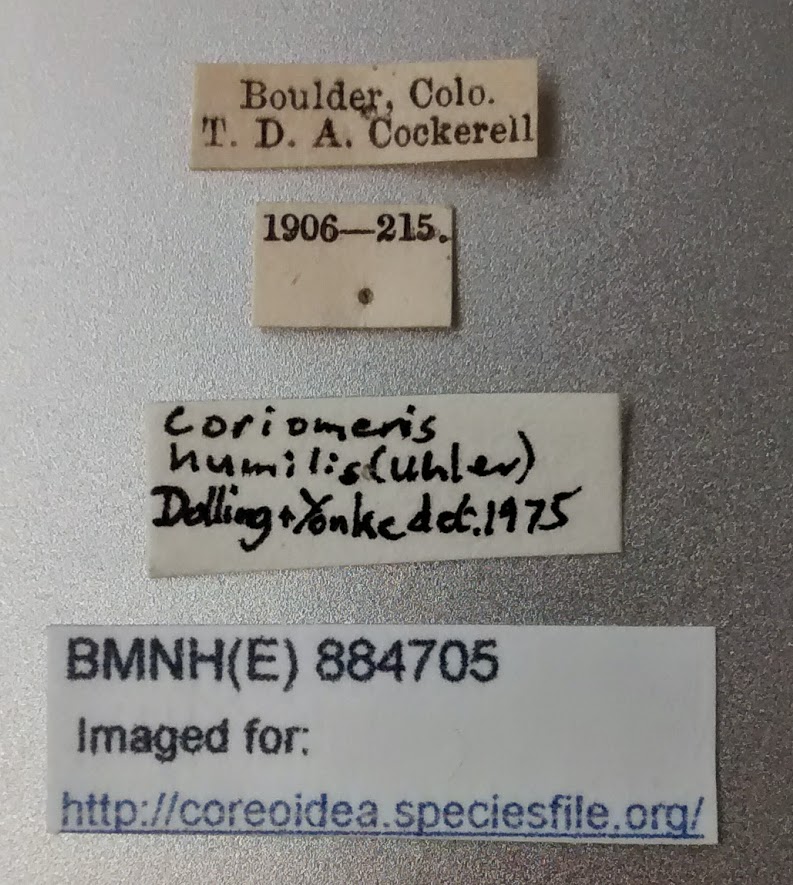 Boulder, Colo.
T. D. A. Cockerell
1906—215.
Coriomeris
humilis (Uhler)
Dolling + Yonke det. 1975
BMNH(E) 884705
Imaged for:
http://coreoidea.speciesfile.org/